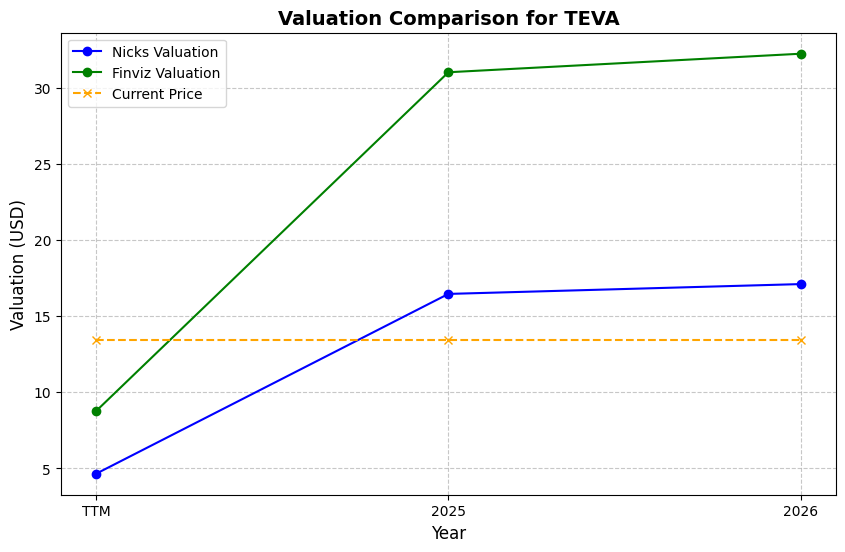 Valuation Comparison for TEVA
Nicks Valuation
Finviz Valuation
Current Price
Valuation (USD)
30
25
20
15
10
5
TTM
2025
2026
Year